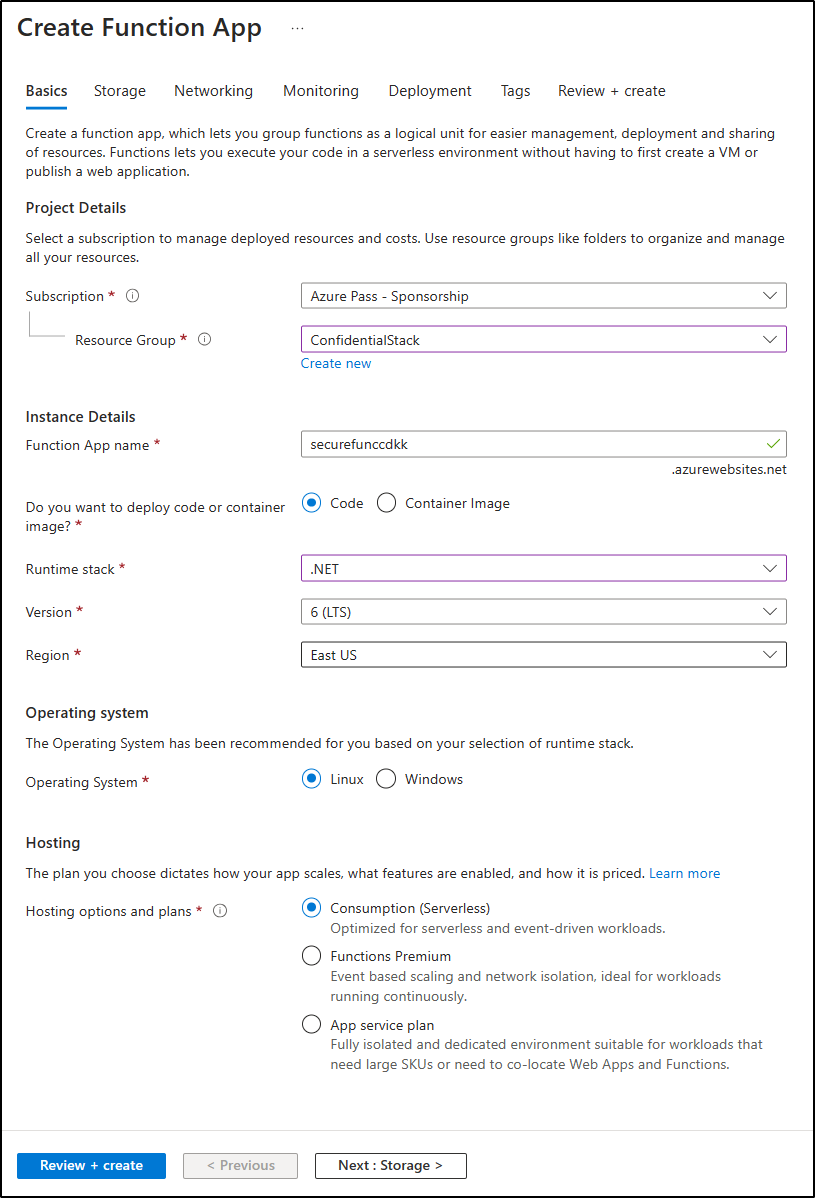 Create Function App ...
Basics Storage Networking Monitoring Deployment Tags Review + create
Create a function app, which lets you group functions as a logical unit for easier management, deployment and sharing
of resources. Functions lets you execute your code in a serverless environment without having to first create a VM or
publish a web application.
Project Details
Select a subscription to manage deployed resources and costs. Use resource groups like folders to organize and manage
all your resources.
Subscription * Azure Pass - Sponsorship
Resource Group * ConfidentialStack
Create new
Instance Details
Function App name * securefunccdkk
.azurewebsites.net
Do you want to deploy code or container
image? *
Code Container Image
Runtime stack * .NET
Version * 6 (LTS)
Region * East US
Operating system
The Operating System has been recommended for you based on your selection of runtime stack.
Operating System * Linux Windows
Hosting
The plan you choose dictates how your app scales, what features are enabled, and how it is priced. Learn more
Hosting options and plans * Consumption (Serverless)
Optimized for serverless and event-driven workloads.
Functions Premium
Event based scaling and network isolation, ideal for workloads
running continuously.
App service plan
Fully isolated and dedicated environment suitable for workloads that
need large SKUs or need to co-locate Web Apps and Functions.
Review + create < Previous Next : Storage >